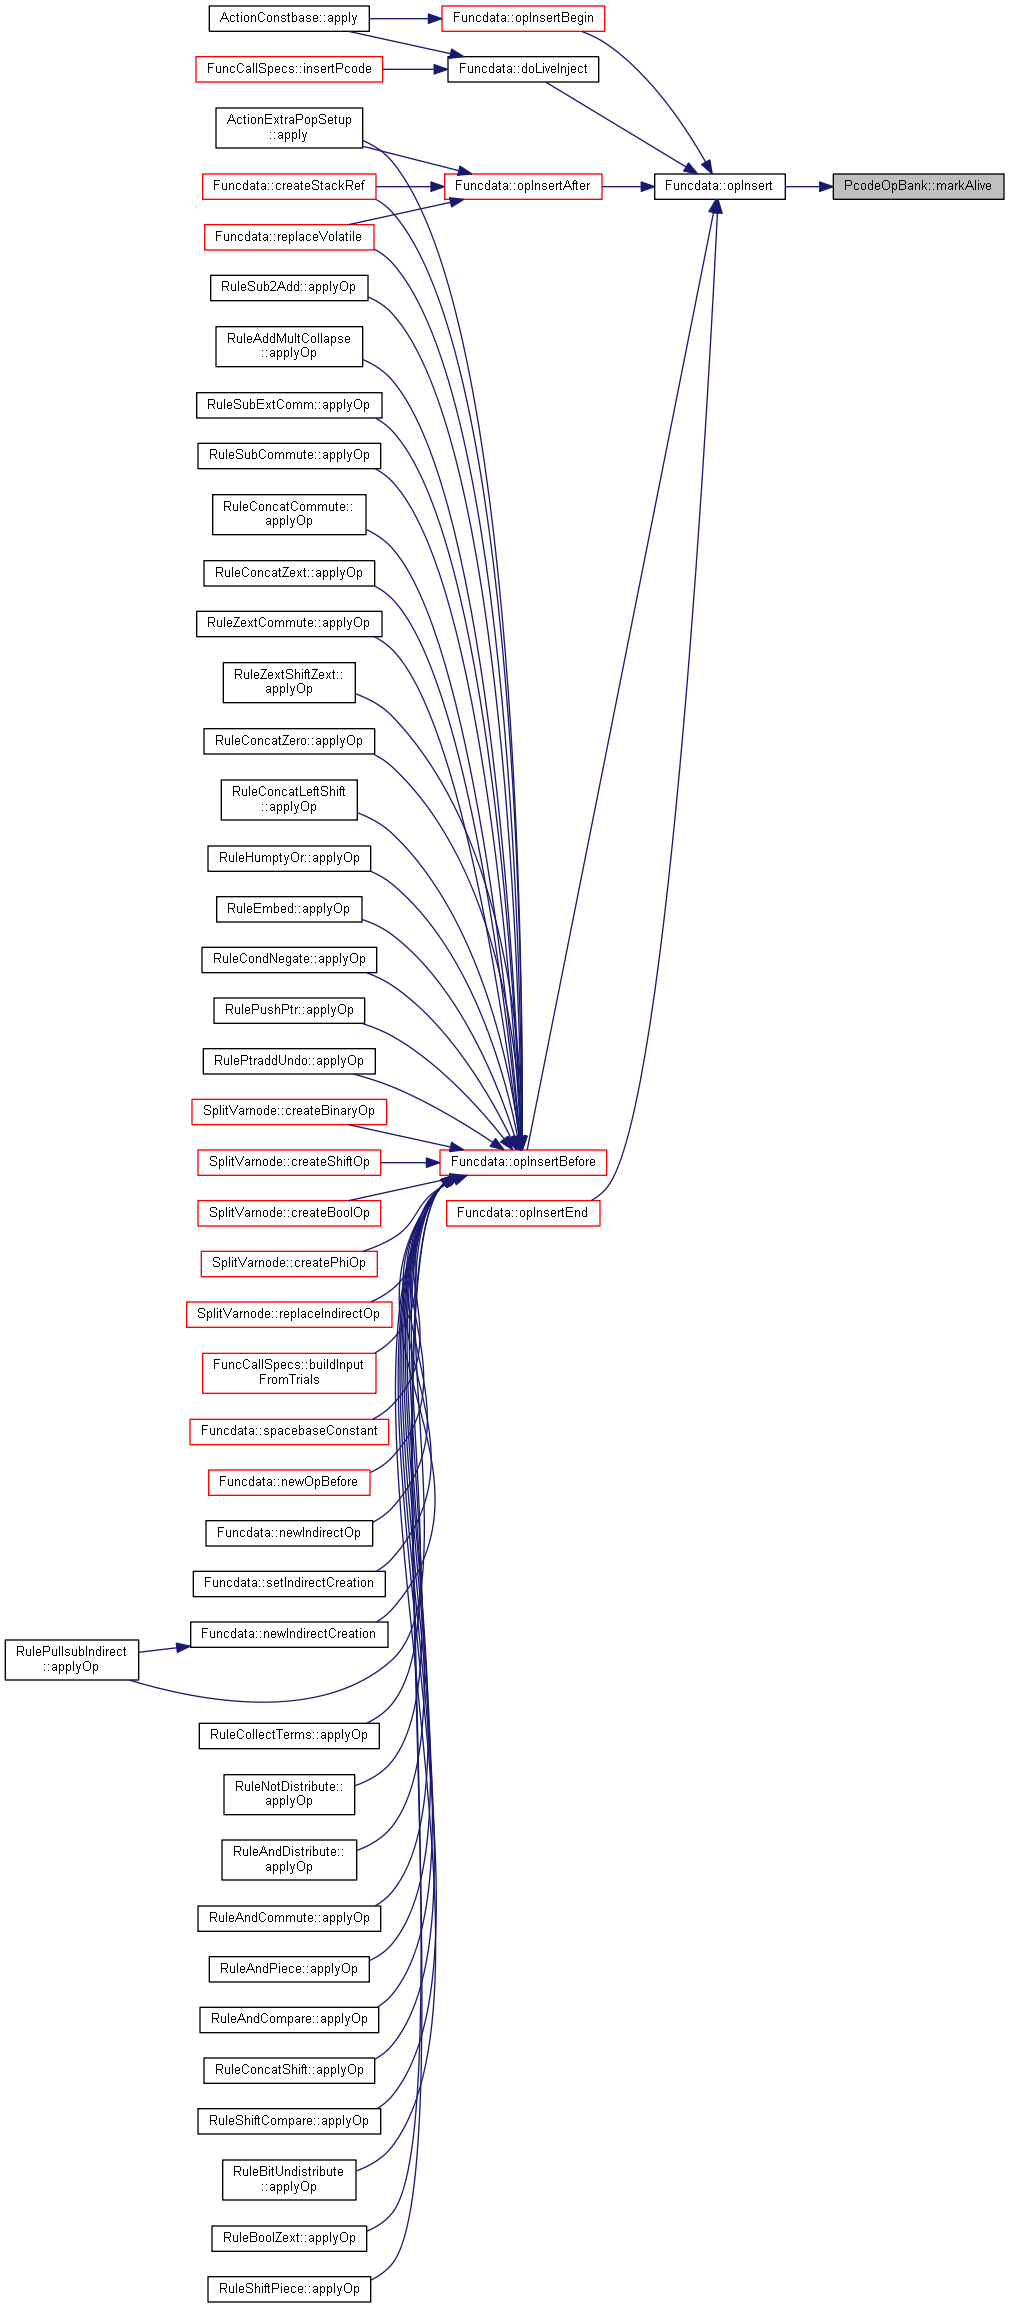 ActionConstbase::apply
Funcdata::opInsertBegin
FuncCallSpecs::insertPcode
Funcdata::doLiveInject
ActionExtraPopSetup
::apply
Funcdata::createStackRef
Funcdata::opInsertAfter
Funcdata::opInsert
PcodeOpBank::markAlive
Funcdata::replaceVolatile
RuleSub2Add::applyOp
RuleAddMultCollapse
::applyOp
RuleSubExtComm::applyOp
RuleSubCommute::applyOp
RuleConcatCommute::
applyOp
RuleConcatZext::applyOp
RuleZextCommute::applyOp
RuleZextShiftZext::
applyOp
RuleConcatZero::applyOp
RuleConcatLeftShift
::applyOp
RuleHumptyOr::applyOp
RuleEmbed::applyOp
RuleCondNegate::applyOp
RulePushPtr::applyOp
RulePtraddUndo::applyOp
SplitVarnode::createBinaryOp
SplitVarnode::createShiftOp
Funcdata::opInsertBefore
SplitVarnode::createBoolOp
Funcdata::opInsertEnd
SplitVarnode::createPhiOp
SplitVarnode::replaceIndirectOp
FuncCallSpecs::buildInput
FromTrials
Funcdata::spacebaseConstant
Funcdata::newOpBefore
Funcdata::newIndirectOp
Funcdata::setIndirectCreation
Funcdata::newIndirectCreation
RulePullsubIndirect
::applyOp
RuleCollectTerms::applyOp
RuleNotDistribute::
applyOp
RuleAndDistribute::
applyOp
RuleAndCommute::applyOp
RuleAndPiece::applyOp
RuleAndCompare::applyOp
RuleConcatShift::applyOp
RuleShiftCompare::applyOp
RuleBitUndistribute
::applyOp
RuleBoolZext::applyOp
RuleShiftPiece::applyOp